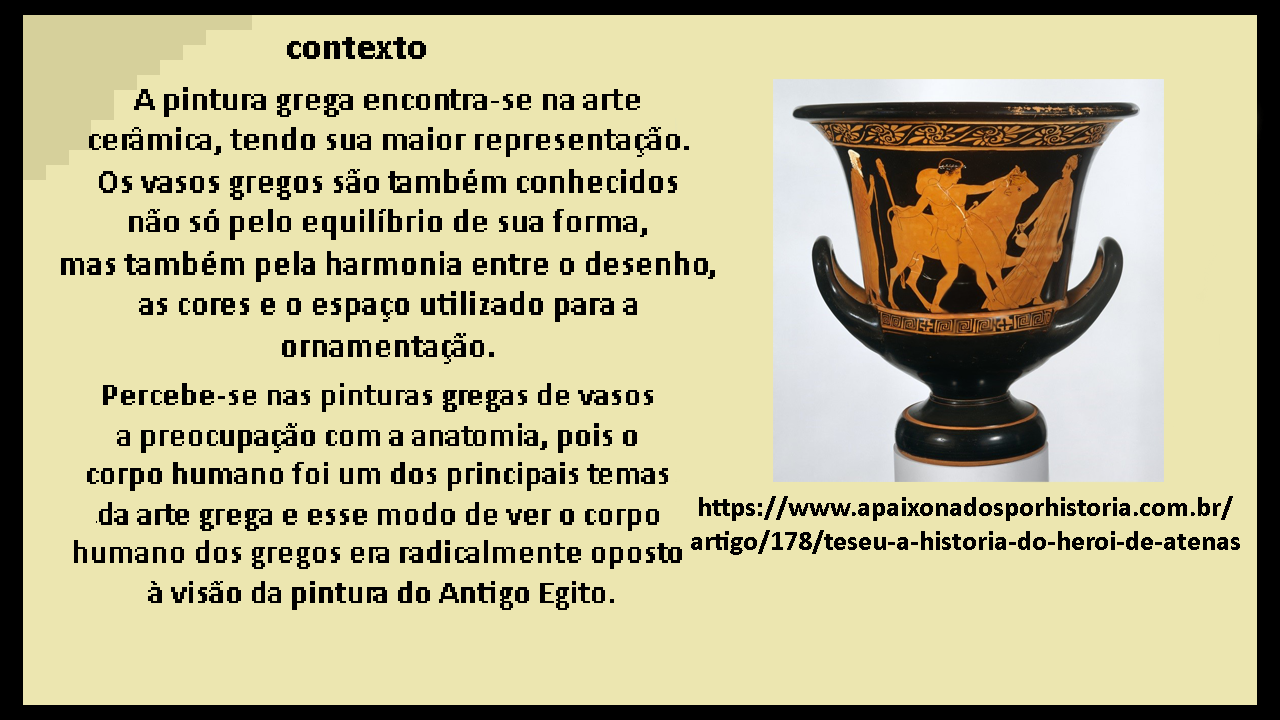 contexto
A pintura grega encontra-se na arte
cerâmica, tendo sua maior representação.
Os vasos gregos são também conhecidos
não só pelo equilíbrio de sua forma,
mas também pela harmonia entre o desenho,
as cores e o espaço utilizado para a
ornamentação.
Percebe-se nas pinturas gregas de vasos
a preocupação com a anatomia, pois o
corpo humano foi um dos principais temas
da arte grega e esse modo de ver o corpo
humano dos gregos era radicalmente oposto
à visão da pintura do Antigo Egito.
https://www.apaixonadosporhistoria.com.br/
artigo/178/teseu-a-historia-do-heroi-de-atenas